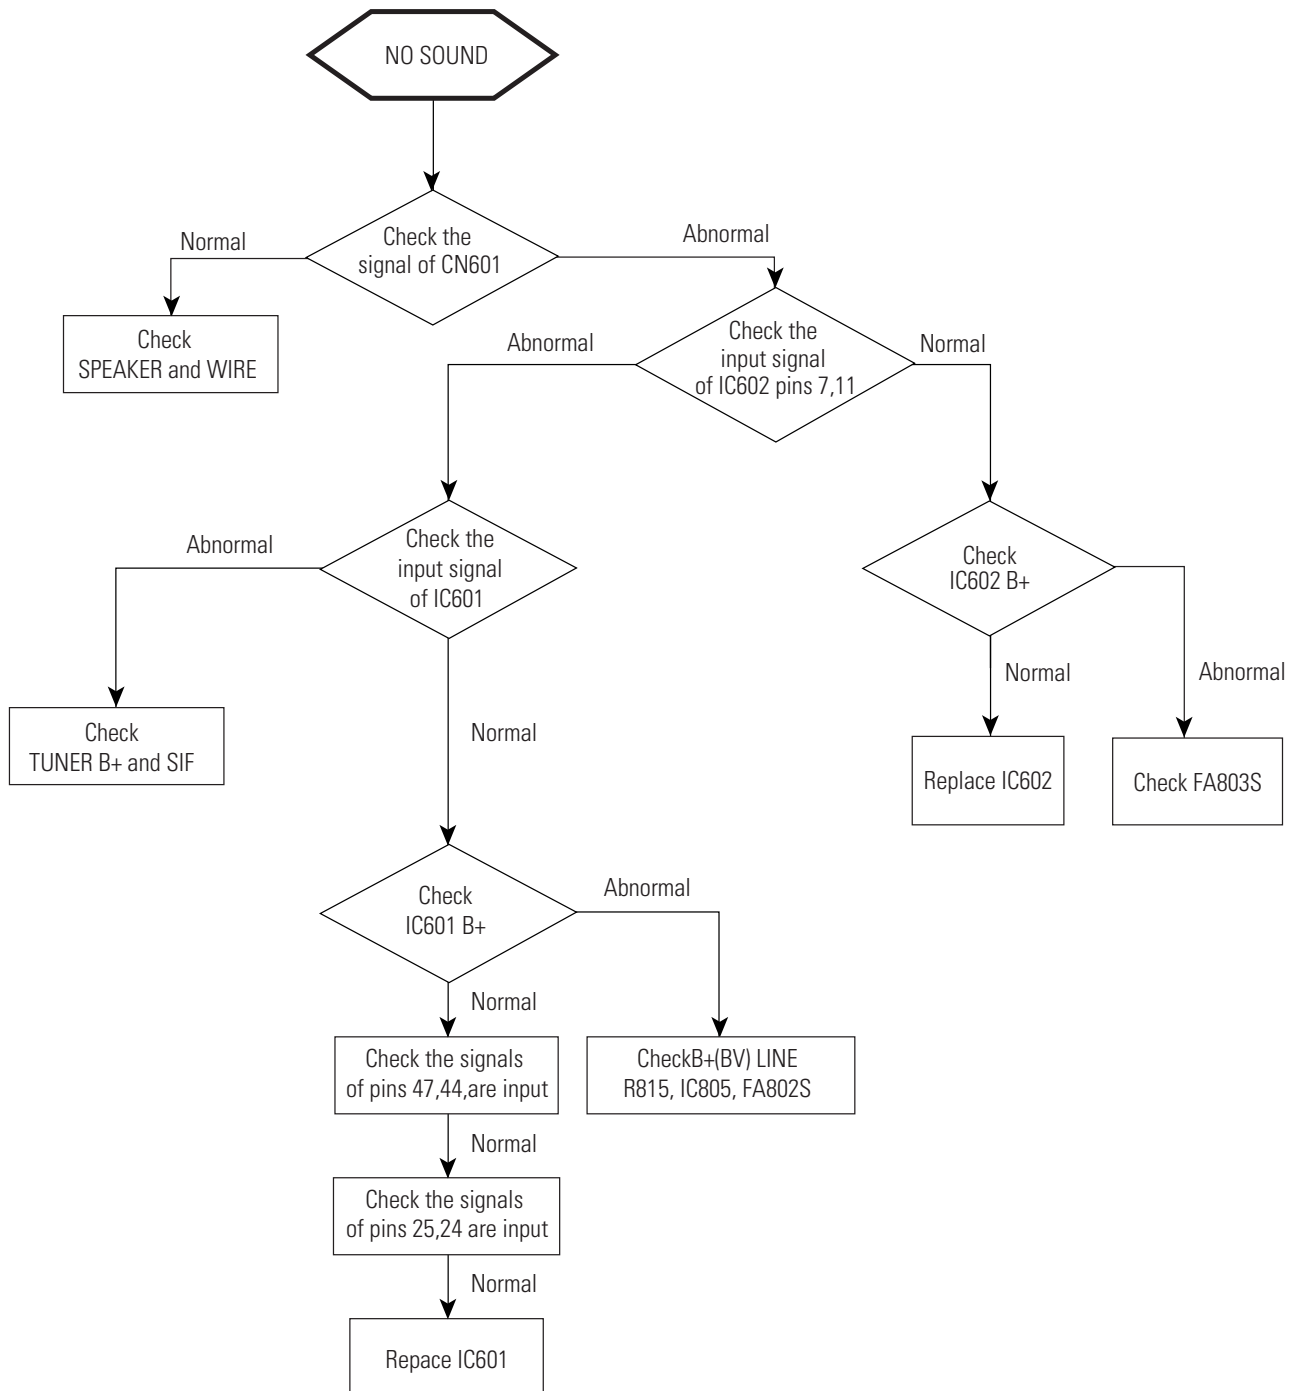 NO SOUND
Normal
Check the
signal of CN601
Abnormal
Check
SPEAKER and WIRE
Abnormal
Check the
input signal
of IC602 pins 7,11
Normal
Abnormal
Check the
input signal
of IC601
Check
IC602 B+
Normal
Abnormal
Check
TUNER B+ and SIF
Normal
Replace IC602
Check FA803S
Check
IC601 B+
Abnormal
Normal
Check the signals
of pins 47,44,are input
CheckB+(BV) LINE
R815, IC805, FA802S
Normal
Check the signals
of pins 25,24 are input
Normal
Repace IC601